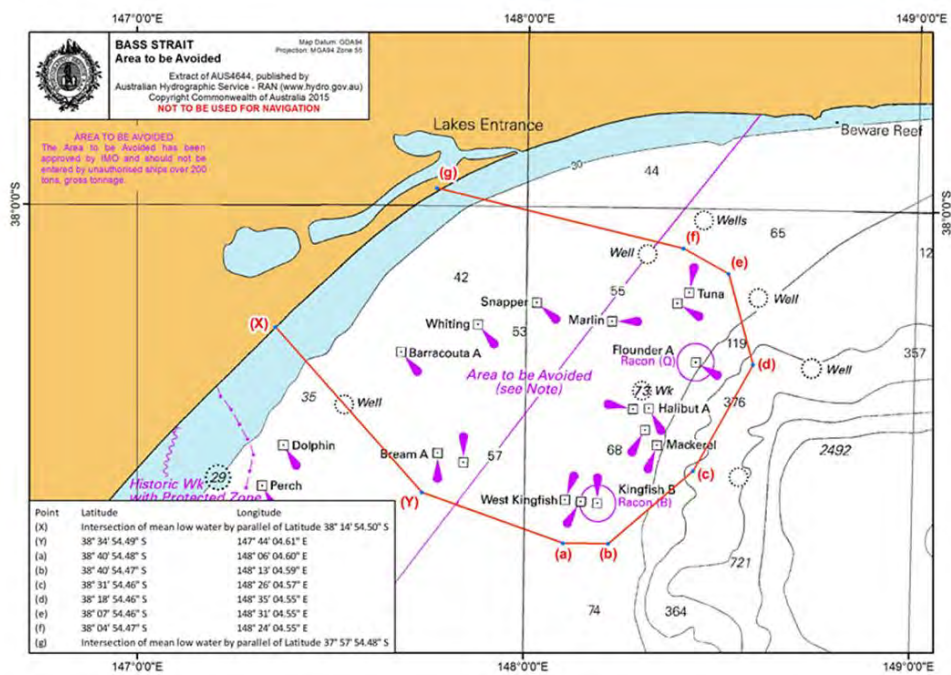 147°0'0"E
148°0'0"E
149°0'0"E
BASS STRAIT
Area to be Avoided
Map Datum: GDA94
Projection: MGA94 Zone 55
Extract of AUS4644, published by
Australian Hydrographic Service - RAN (www.hydro.gov.au)
Copyright Commonwealth of Australia 2015
NOT TO BE USED FOR NAVIGATION
AREA TO BE AVOIDED
The Area to be Avoided has been
approved by IMO and should not be
entered by unauthorised ships over 200
tons, gross tonnage.
Lakes Entrance
Beware Reef
30
44
(g)
38°0'0"S
38°0'0"S
Wells
65
(f)
Well
12
(e)
42
55
Tuna
Well
Snapper
53
Marlin
Whiting
(X)
119
Flounder A
Racon (Q)
357
Barracouta A
(d)
Well
Area to be Avoided
(see Note)
73 Wk
35
Well
376
Halibut A
Dolphin
68
Mackerel
2492
Bream A
57
(c)
29
Historic Wk
with Protected Zone
Perch
(Y)
West Kingfish
Kingfish B
Racon (B)
(a)
(b)
721
74
364
Point Latitude Longitude
(X) Intersection of mean low water by parallel of Latitude 38° 14' 54.50" S
(Y) 38° 34' 54.49" S 147° 44' 04.61" E
(a) 38° 40' 54.48" S 148° 06' 04.60" E
(b) 38° 40' 54.47" S 148° 13' 04.59" E
(c) 38° 31' 54.46" S 148° 26' 04.57" E
(d) 38° 18' 54.46" S 148° 35' 04.55" E
(e) 38° 07' 54.46" S 148° 31' 04.55" E
(f) 38° 04' 54.47" S 148° 24' 04.55" E
(g) Intersection of mean low water by parallel of Latitude 37° 57' 54.48" S
147°0'0"E
148°0'0"E
149°0'0"E